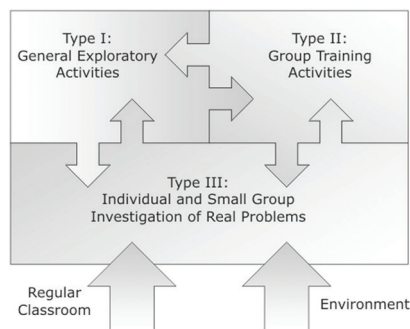 Type I:
General Exploratory
Activities
Type II:
Group Training
Activities
Type III:
Individual and Small Group
Investigation of Real Problems
Regular
Classroom
Environment